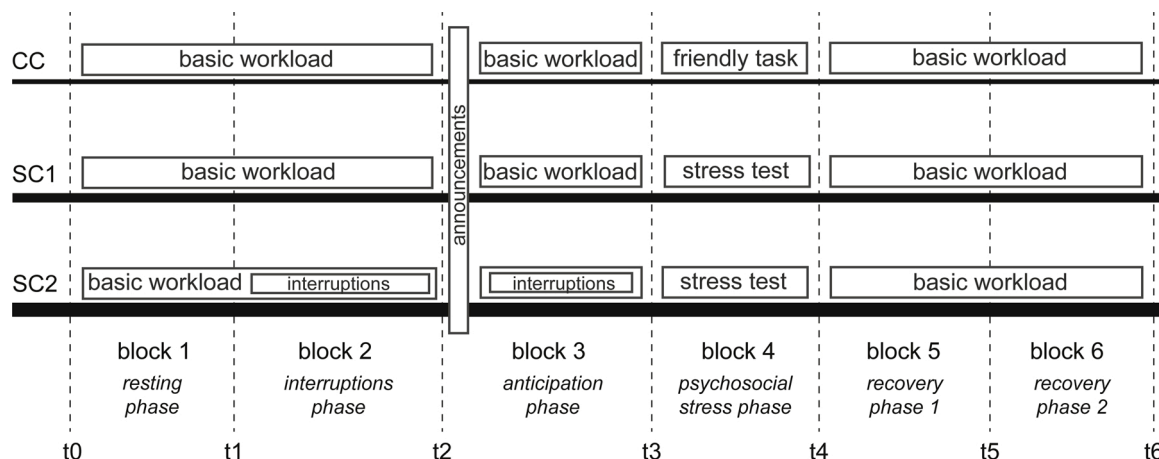 CC
basic workload
basic workload
friendly task
basic workload
announcements
SC1
basic workload
basic workload
stress test
basic workload
SC2
basic workload
interruptions
interruptions
stress test
basic workload
block 1
block 2
block 3
block 4
block 5
block 6
resting
phase
interruptions
phase
anticipation
phase
psychosocial
stress phase
recovery
phase 1
recovery
phase 2
t0
t1
t2
t3
t4
t5
t6